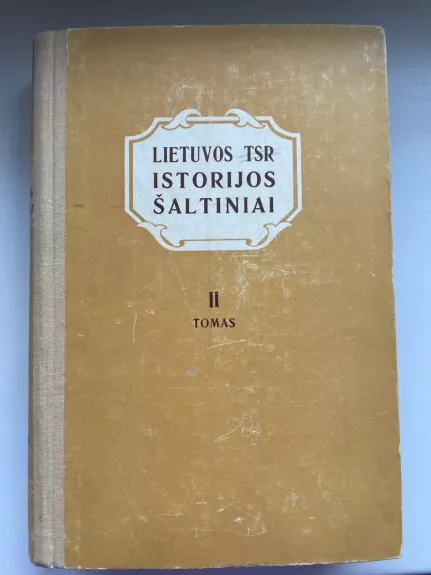 LIETUVOS TSR
ISTORIJOS
ŠALTINIAI
II
TOMAS